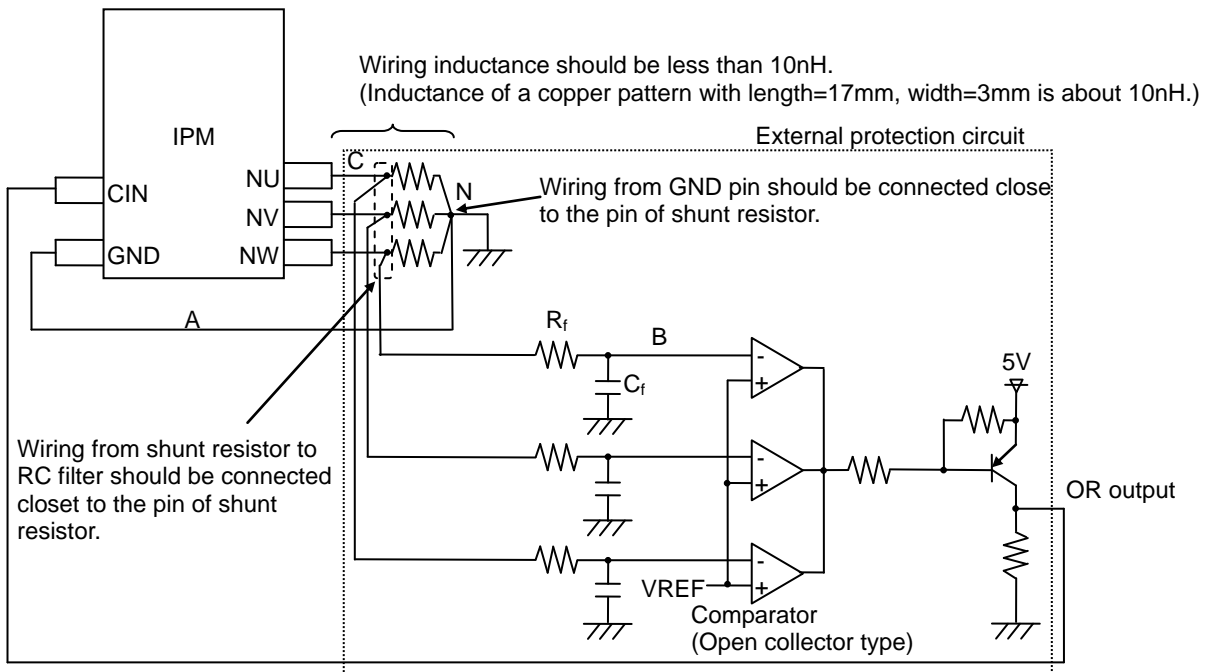 Wiring inductance should be less than 10nH.
(Inductance of a copper pattern with length=17mm, width=3mm is about 10nH.)
External protection circuit
IPM
C
NU
N
CIN
Wiring from GND pin should be connected close
to the pin of shunt resistor.
NV
GND
NW
A
Rf
B
-
+
Cf
5V
Wiring from shunt resistor to
RC filter should be connected
closet to the pin of shunt
resistor.
-
+
OR output
-
+
VREF
Comparator
(Open collector type)